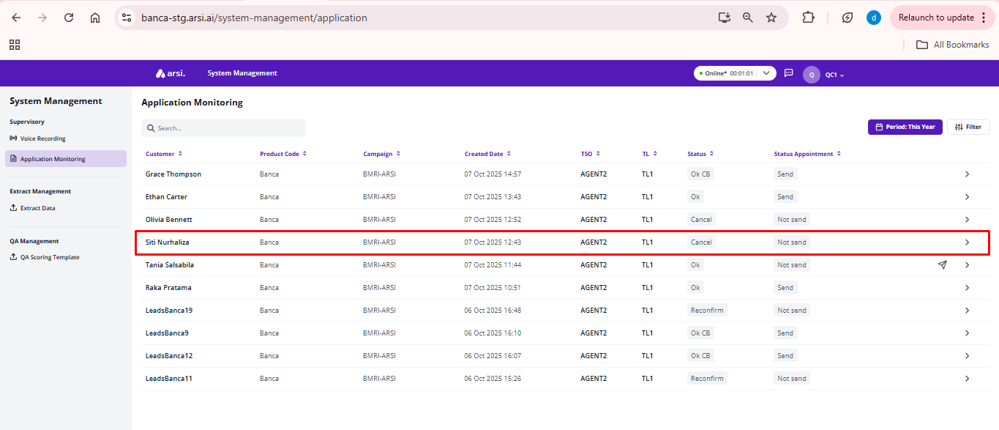 banca-stg.arsi.ai/system-management/application
d
Relaunch to update
All Bookmarks
arsi.
System Management
Online* 00:01:01
Q
QC1
System Management
Supervisory
Voice Recording
Application Monitoring
Extract Management
Extract Data
QA Management
QA Scoring Template
Application Monitoring
Search...
Period: This Year
Filter
Customer Product Code Campaign Created Date TSO TL Status Status Appointment
Grace Thompson Banca BMRI-ARSI 07 Oct 2025 14:57 AGENT2 TL1 Ok CB Send
Ethan Carter Banca BMRI-ARSI 07 Oct 2025 13:43 AGENT2 TL1 Ok Send
Olivia Bennett Banca BMRI-ARSI 07 Oct 2025 12:52 AGENT2 TL1 Cancel Not send
Siti Nurhaliza Banca BMRI-ARSI 07 Oct 2025 12:43 AGENT2 TL1 Cancel Not send
Tania Salsabila Banca BMRI-ARSI 07 Oct 2025 11:44 AGENT2 TL1 Ok Not send
Raka Pratama Banca BMRI-ARSI 07 Oct 2025 10:51 AGENT2 TL1 Ok Send
LeadsBanca19 Banca BMRI-ARSI 06 Oct 2025 16:48 AGENT2 TL1 Reconfirm Not send
LeadsBanca9 Banca BMRI-ARSI 06 Oct 2025 16:10 AGENT2 TL1 Ok CB Send
LeadsBanca12 Banca BMRI-ARSI 06 Oct 2025 16:07 AGENT2 TL1 Ok CB Send
LeadsBanca11 Banca BMRI-ARSI 06 Oct 2025 15:26 AGENT2 TL1 Reconfirm Not send